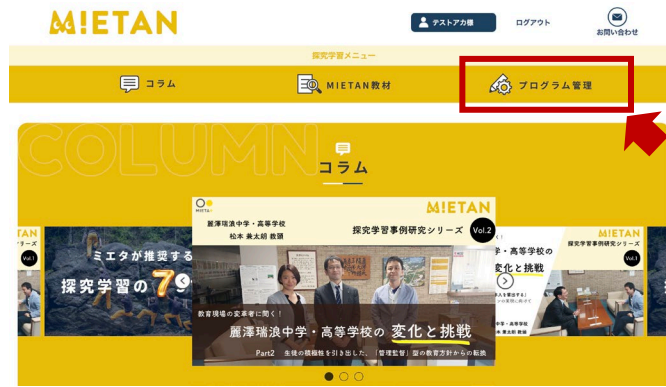 M!ETAN
テストアカ様
ログアウト
お問い合わせ
探究学習メニュー
コラム
MIETAN教材
プログラム管理
COLUMN
コラム
TAN
リーズ
Vol.1
ミエタが推奨する
探究学習の7つ
麗澤瑞浪中学・高等学校
松本 兼太朗 教頭
M!ETAN
探究学習事例研究シリーズ
Vol.2
教育現場の変革者に聞く！
麗澤瑞浪中学・高等学校の 変化と挑戦
Part2 生徒の積極性を引き出した、「管理監督」型の教育方針からの転換
M!ETAN
探究学習事例研究シリーズ
Vol.1
学・高等学校の
変化と挑戦